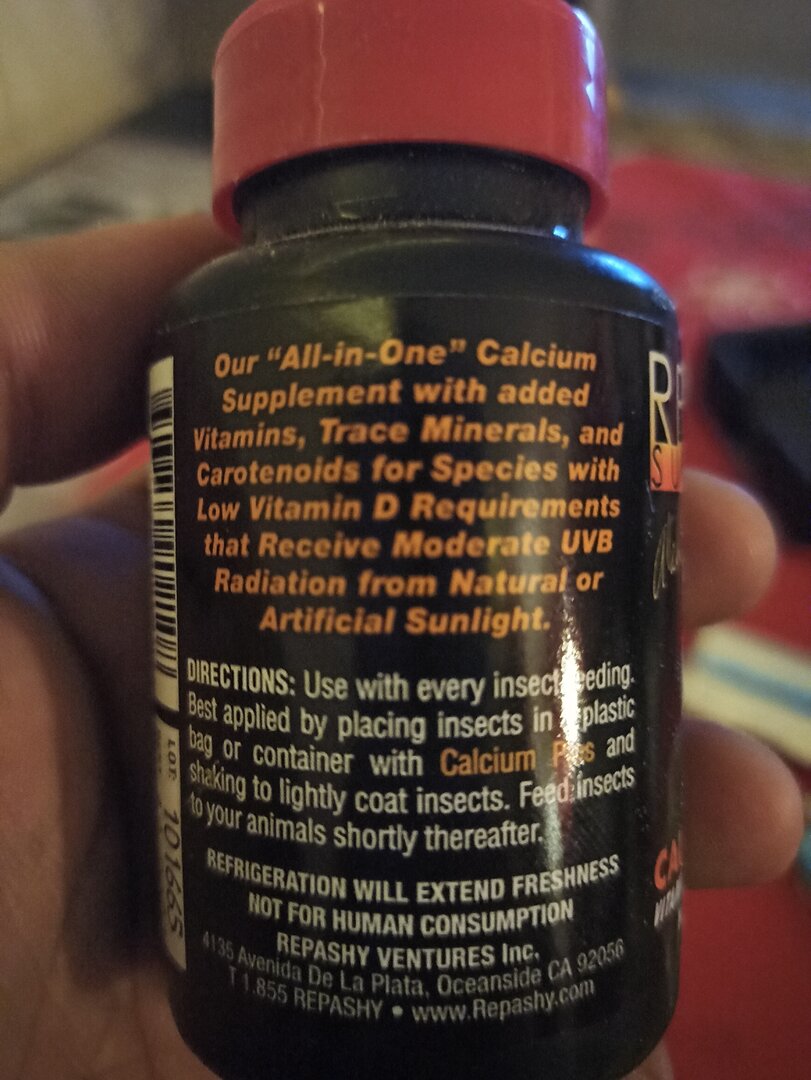 Our “All-in-One” Calcium
Supplement with added
Vitamins, Trace Minerals, and
Carotenoids for Species with
Low Vitamin D Requirements
that Receive Moderate UVB
Radiation from Natural or
Artificial Sunlight.
DIRECTIONS: Use with every insect feeding.
Best applied by placing insects in plastic
bag or container with Calcium Plus and
shaking to lightly coat insects. Feed insects
to your animals shortly thereafter.
REFRIGERATION WILL EXTEND FRESHNESS
NOT FOR HUMAN CONSUMPTION
REPASHY VENTURES Inc.
4135 Avenida De La Plata, Oceanside CA 92056
T 1.855 REPASHY • www.Repashy.com
LOT